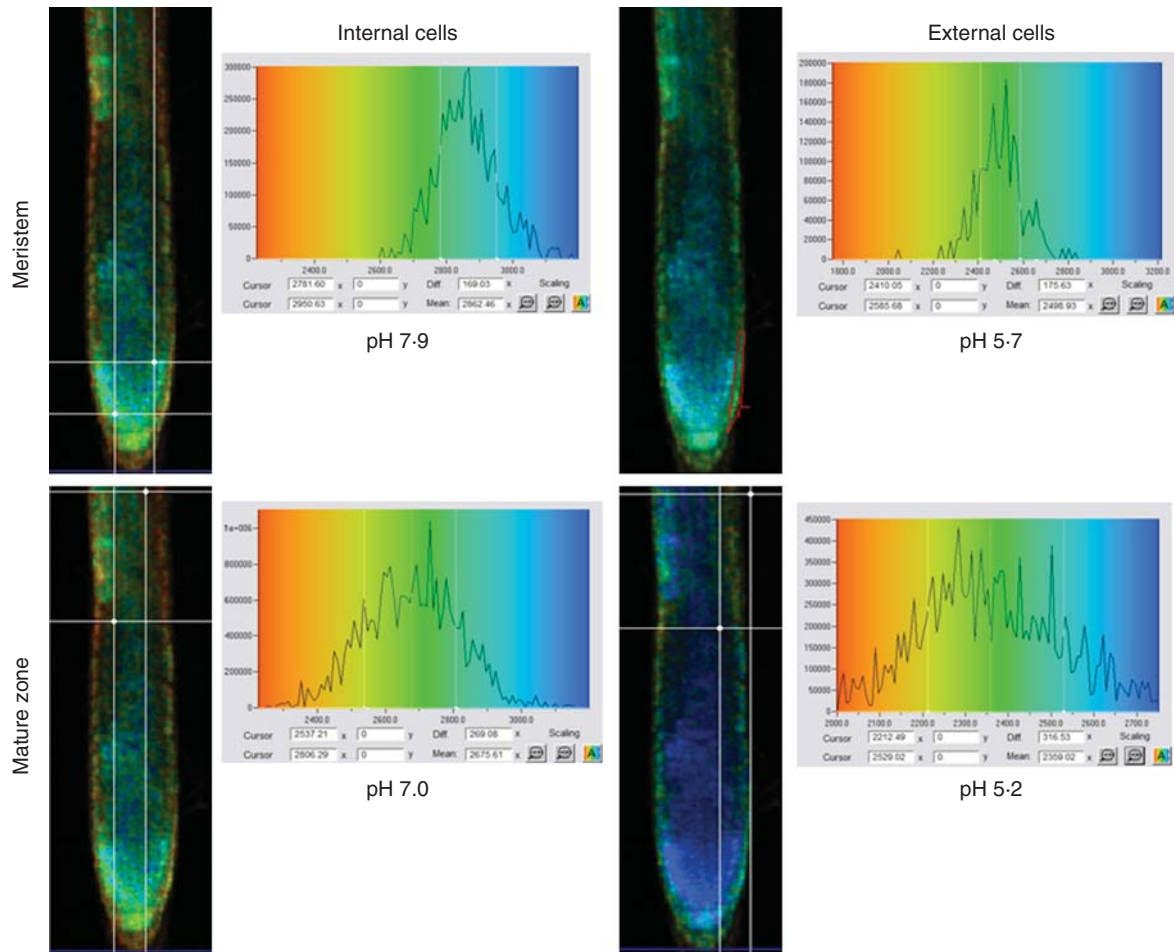 Internal cells
External cells
Meristem
300000
250000
200000
150000
100000
50000
0
2400.0 2600.0 2800.0 3000.0
Cursor 2781.60 x 0 y Diff. 169.03 x Scaling
Cursor 2950.63 x 0 y Mean: 2862.46 x A
pH 7·9
200000
180000
160000
140000
120000
100000
80000
60000
40000
20000
0
1800.0 2000.0 2200.0 2400.0 2600.0 2800.0 3000.0 3200.0
Cursor 2410.05 x 0 y Diff. 175.63 x Scaling
Cursor 2585.68 x 0 y Mean: 2498.93 x A
pH 5·7
Mature zone
1e+006
800000
600000
400000
200000
0
2400.0 2600.0 2800.0 3000.0
Cursor 2537.21 x 0 y Diff. 269.08 x Scaling
Cursor 2806.29 x 0 y Mean: 2675.61 x A
pH 7.0
450000
400000
350000
300000
250000
200000
150000
100000
50000
0
2000.0 2100.0 2200.0 2300.0 2400.0 2500.0 2600.0 2700.0
Cursor 2212.49 x 0 y Diff. 316.53 x Scaling
Cursor 2529.02 x 0 y Mean: 2359.02 x A
pH 5·2